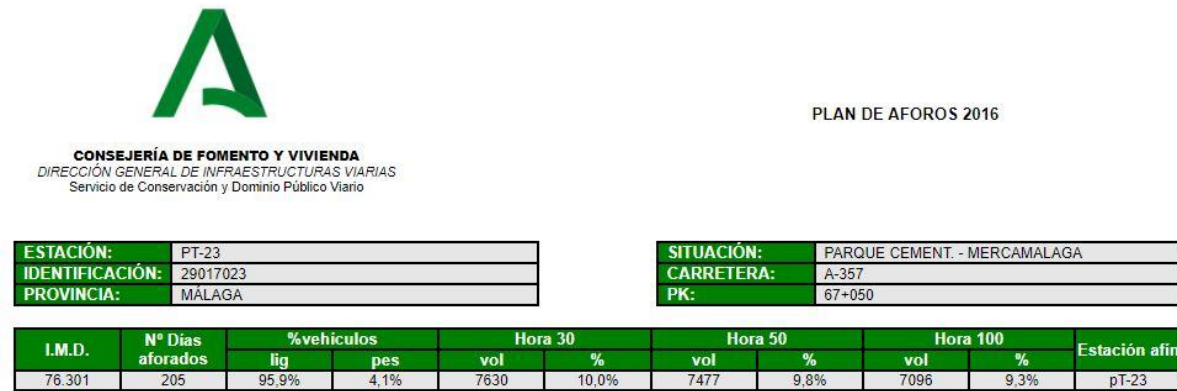 PLAN DE AFOROS 2016
CONSEJERÍA DE FOMENTO Y VIVIENDA
DIRECCIÓN GENERAL DE INFRAESTRUCTURAS VIARIAS
Servicio de Conservación y Dominio Público Viario
ESTACIÓN: PT-23
IDENTIFICACIÓN: 29017023
PROVINCIA: MÁLAGA
SITUACIÓN: PARQUE CEMENT. - MERCAMALAGA
CARRETERA: A-357
PK: 67+050
I.M.D. Nº Días aforados %vehiculos Hora 30 Hora 50 Hora 100 Estación afín
lig pes vol % vol % vol %
76.301 205 95,9% 4,1% 7630 10,0% 7477 9,8% 7096 9,3% pT-23